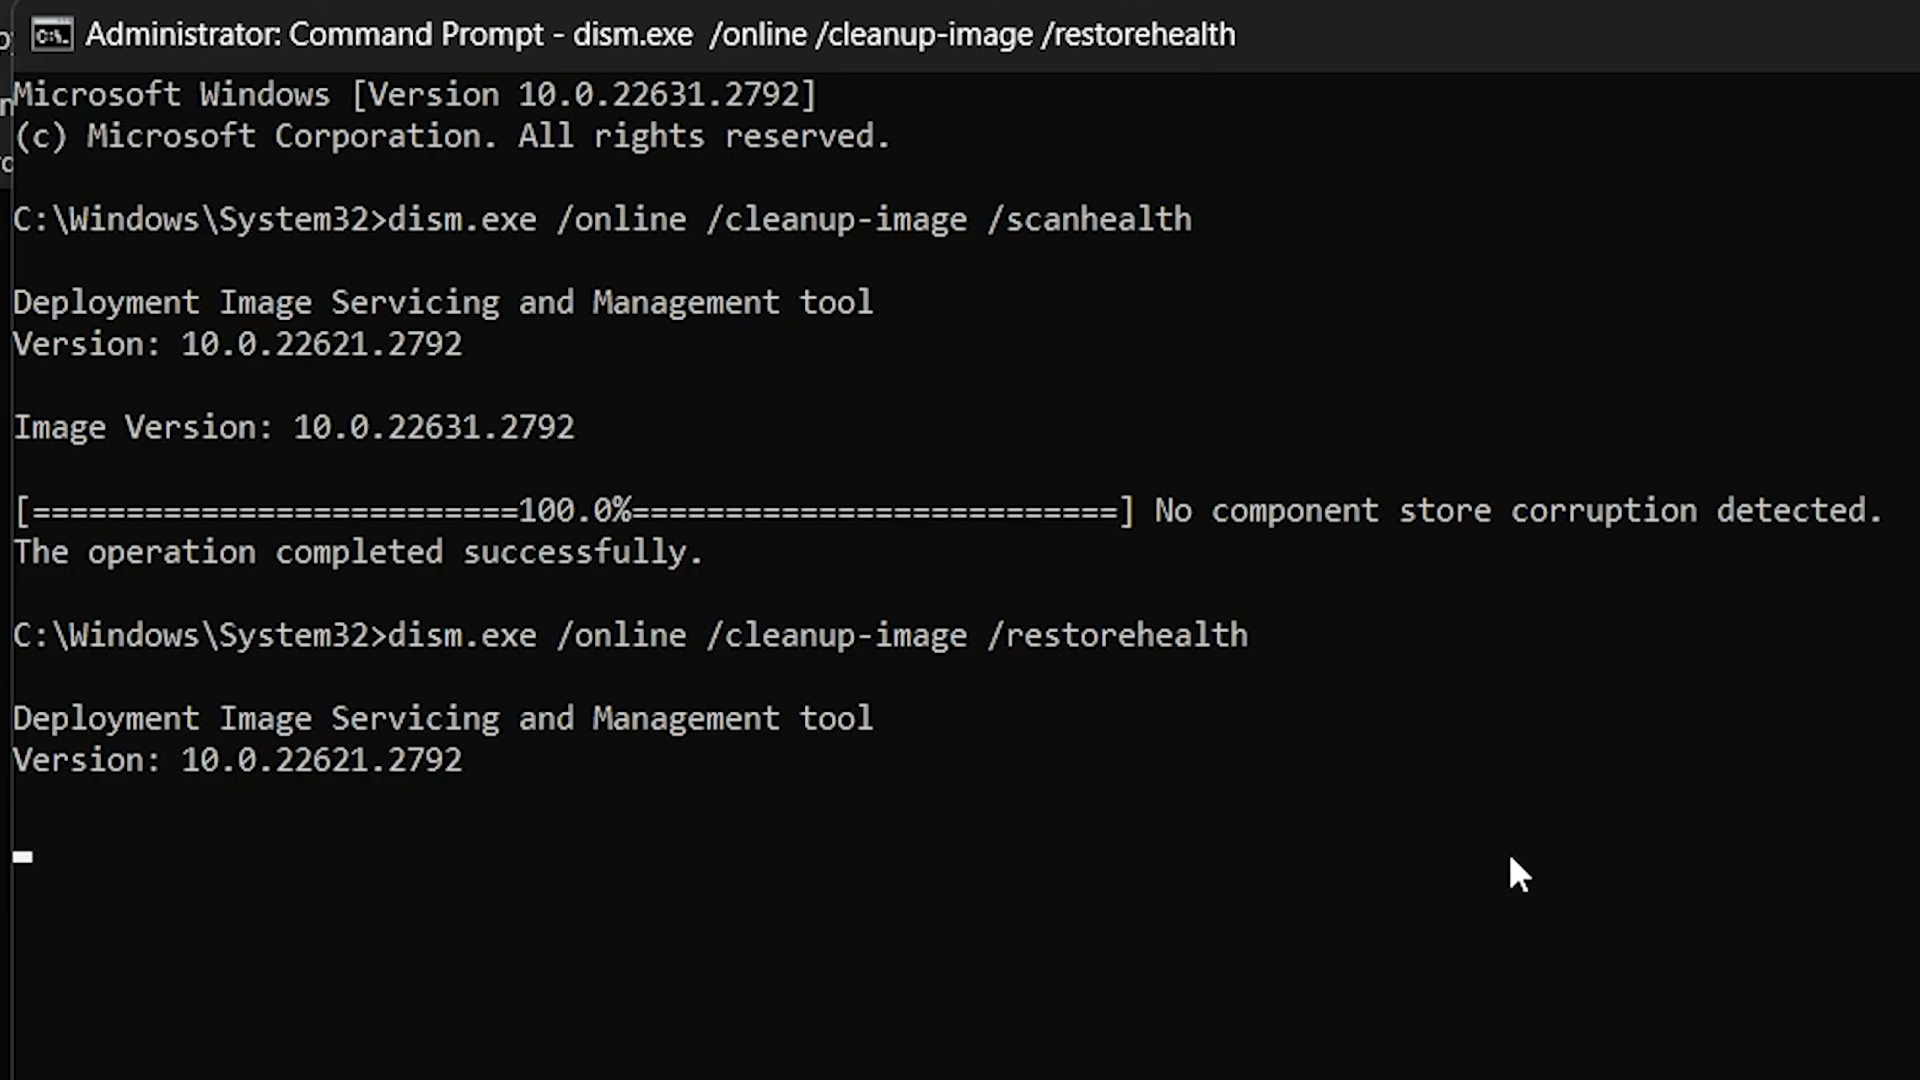 Administrator: Command Prompt - dism.exe  /online /cleanup-image /restorehealth
Microsoft Windows [Version 10.0.22631.2792]
(c) Microsoft Corporation. All rights reserved.
C:\Windows\System32>dism.exe /online /cleanup-image /scanhealth
Deployment Image Servicing and Management tool
Version: 10.0.22621.2792
Image Version: 10.0.22631.2792
[==========================100.0%==========================] No component store corruption detected.
The operation completed successfully.
C:\Windows\System32>dism.exe /online /cleanup-image /restorehealth
Deployment Image Servicing and Management tool
Version: 10.0.22621.2792